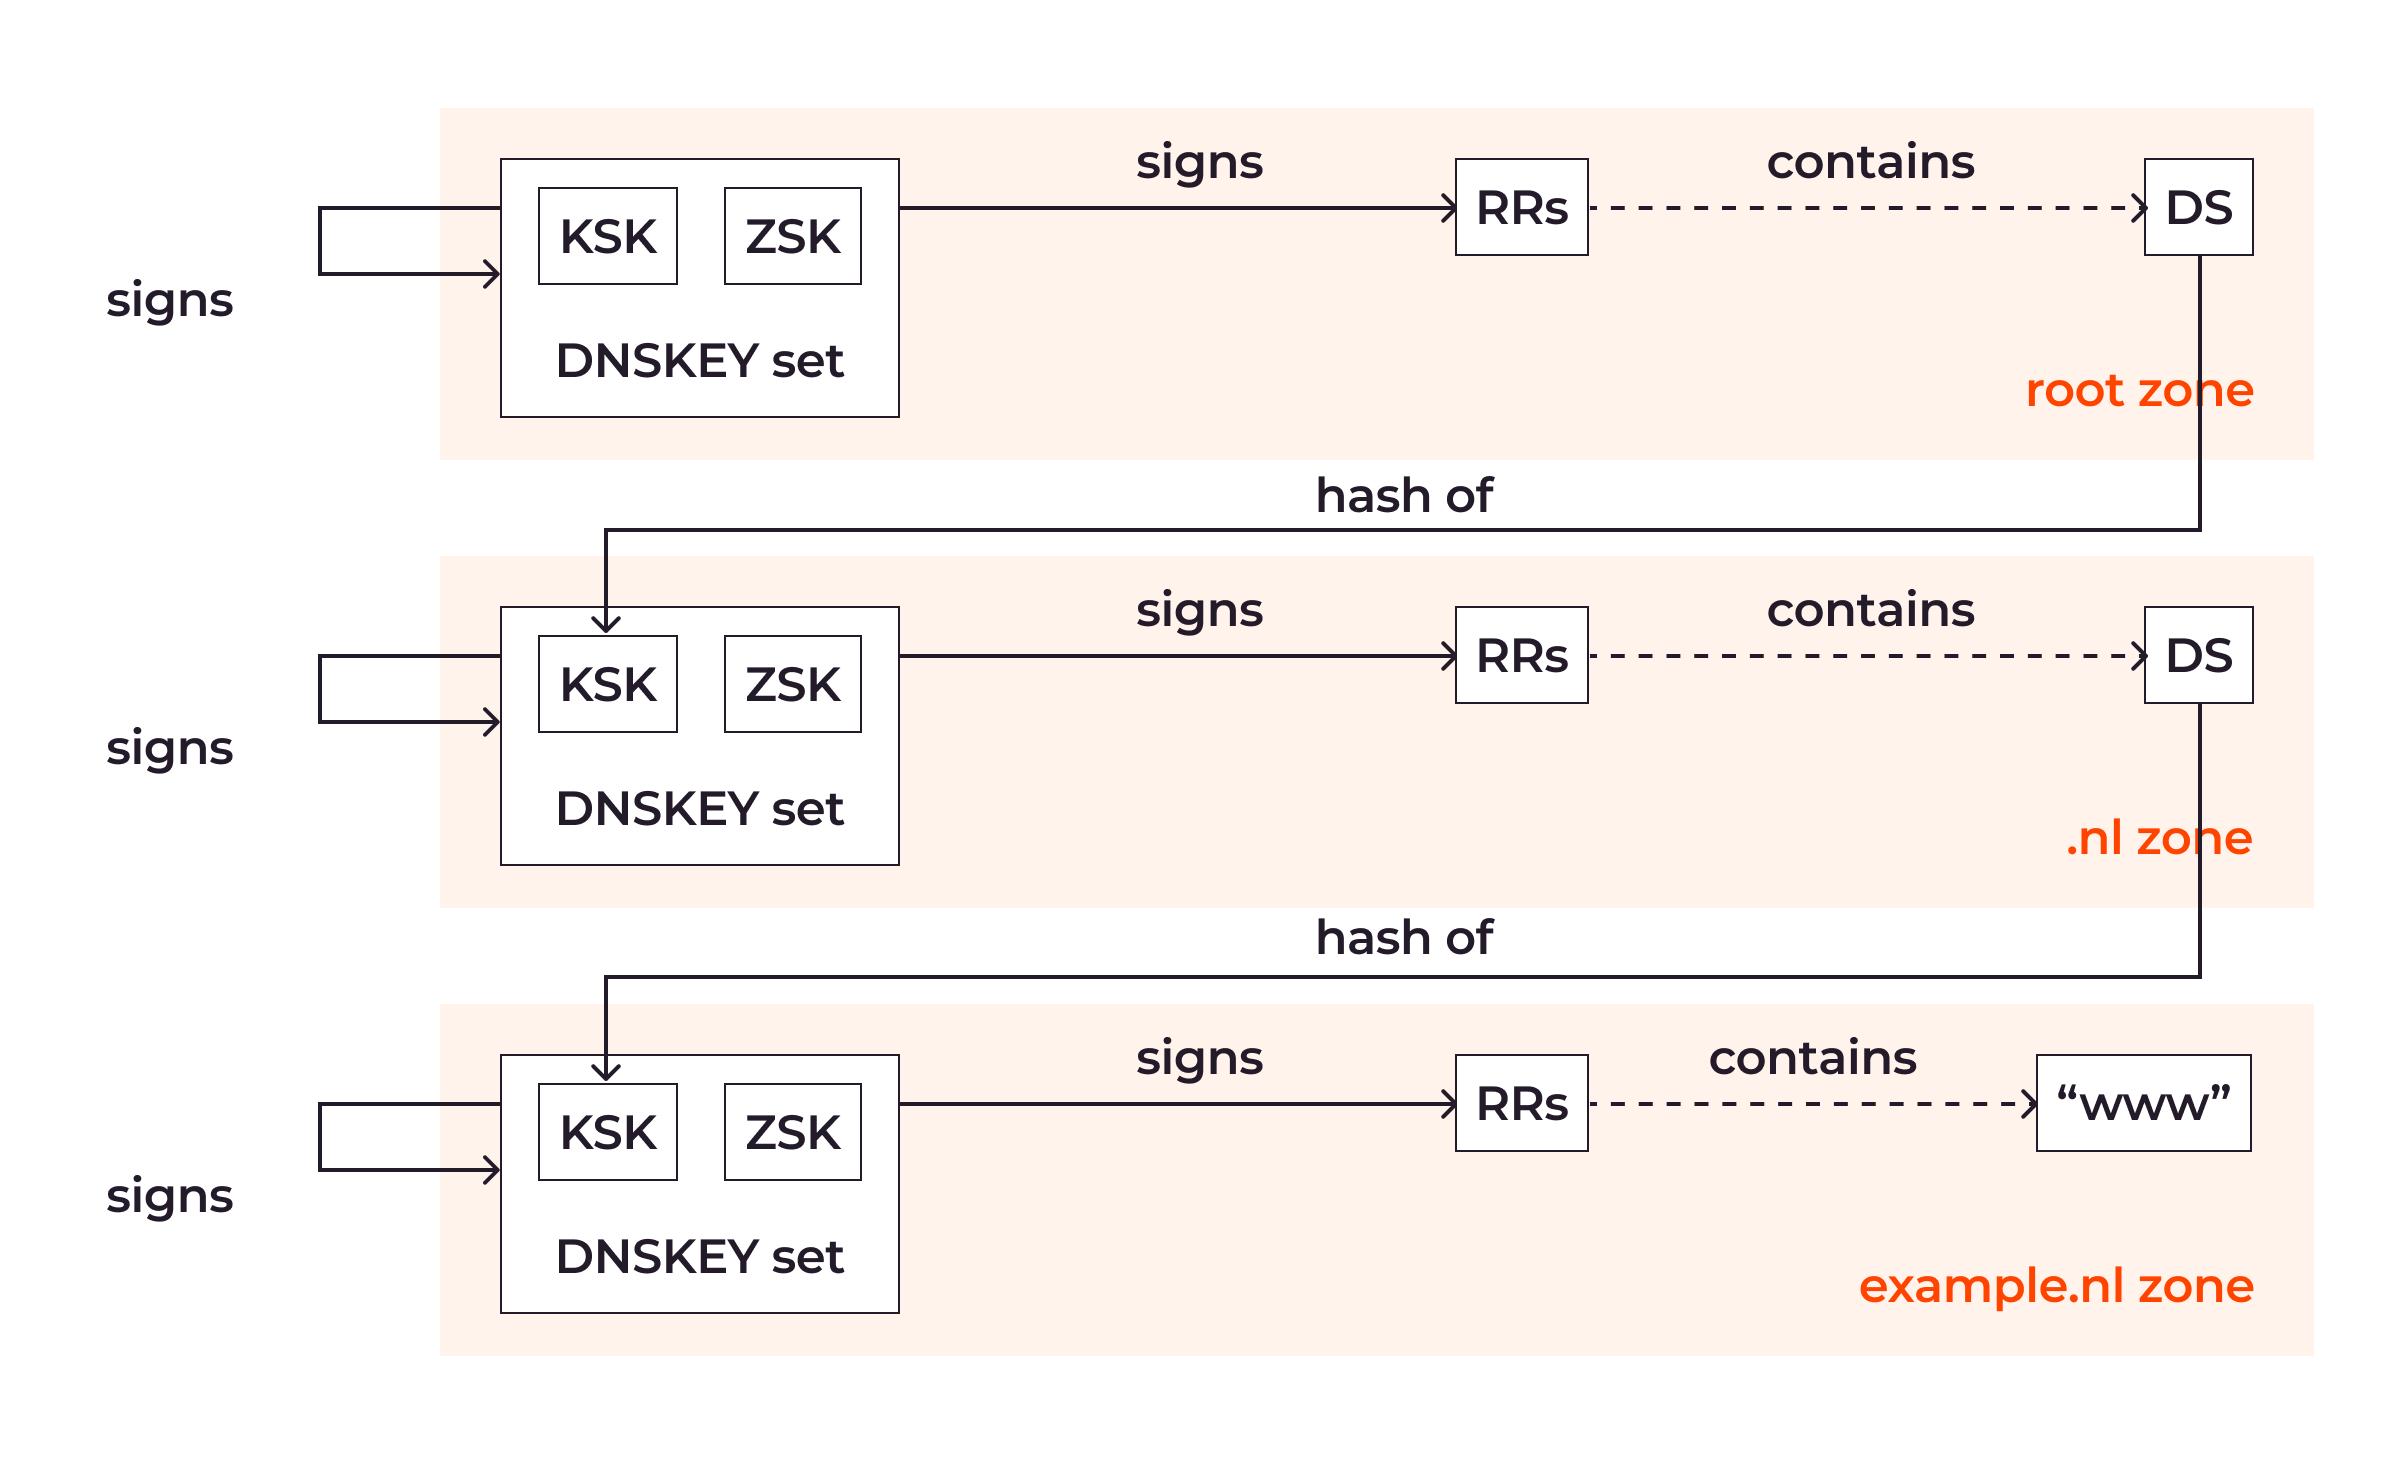 signs
contains
KSK
ZSK
RRs
DS
signs
DNSKEY set
root zone
hash of
signs
contains
KSK
ZSK
RRs
DS
signs
DNSKEY set
.nl zone
hash of
signs
contains
KSK
ZSK
RRs
“www”
signs
DNSKEY set
example.nl zone